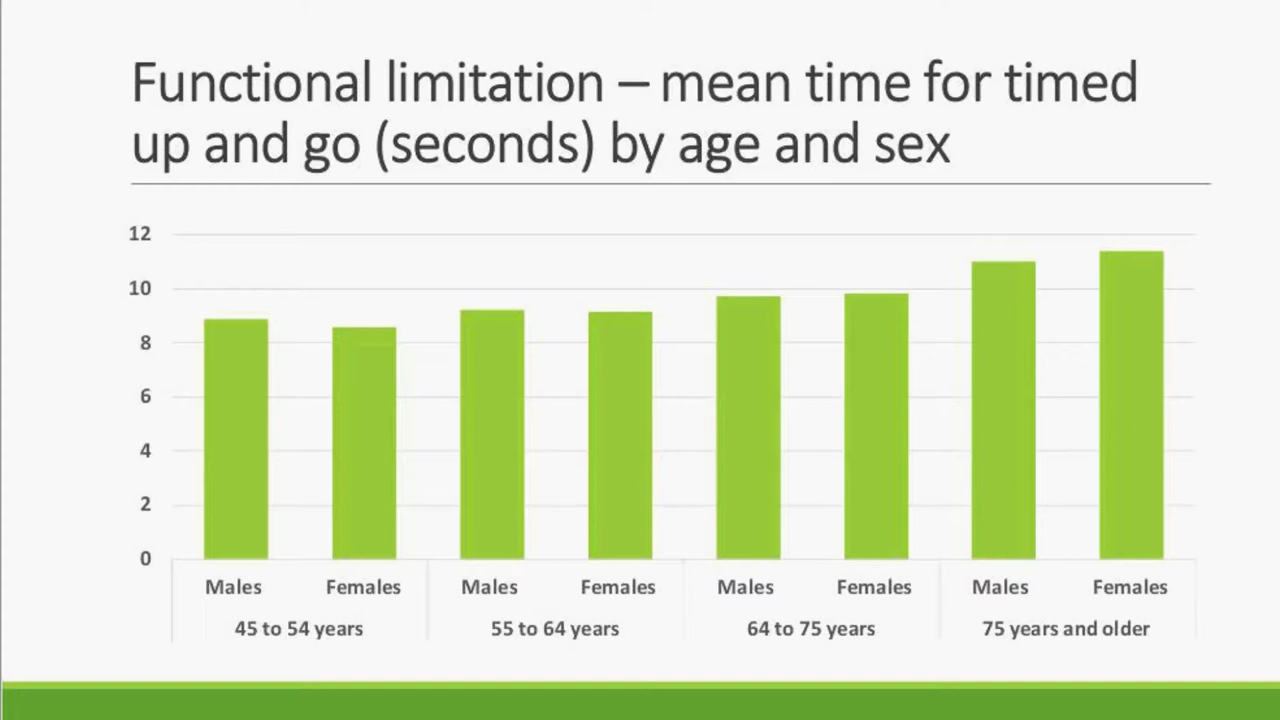 Functional limitation – mean time for timed
up and go (seconds) by age and sex
12
10
8
6
4
2
0
Males Females Males Females Males Females Males Females
45 to 54 years 55 to 64 years 64 to 75 years 75 years and older